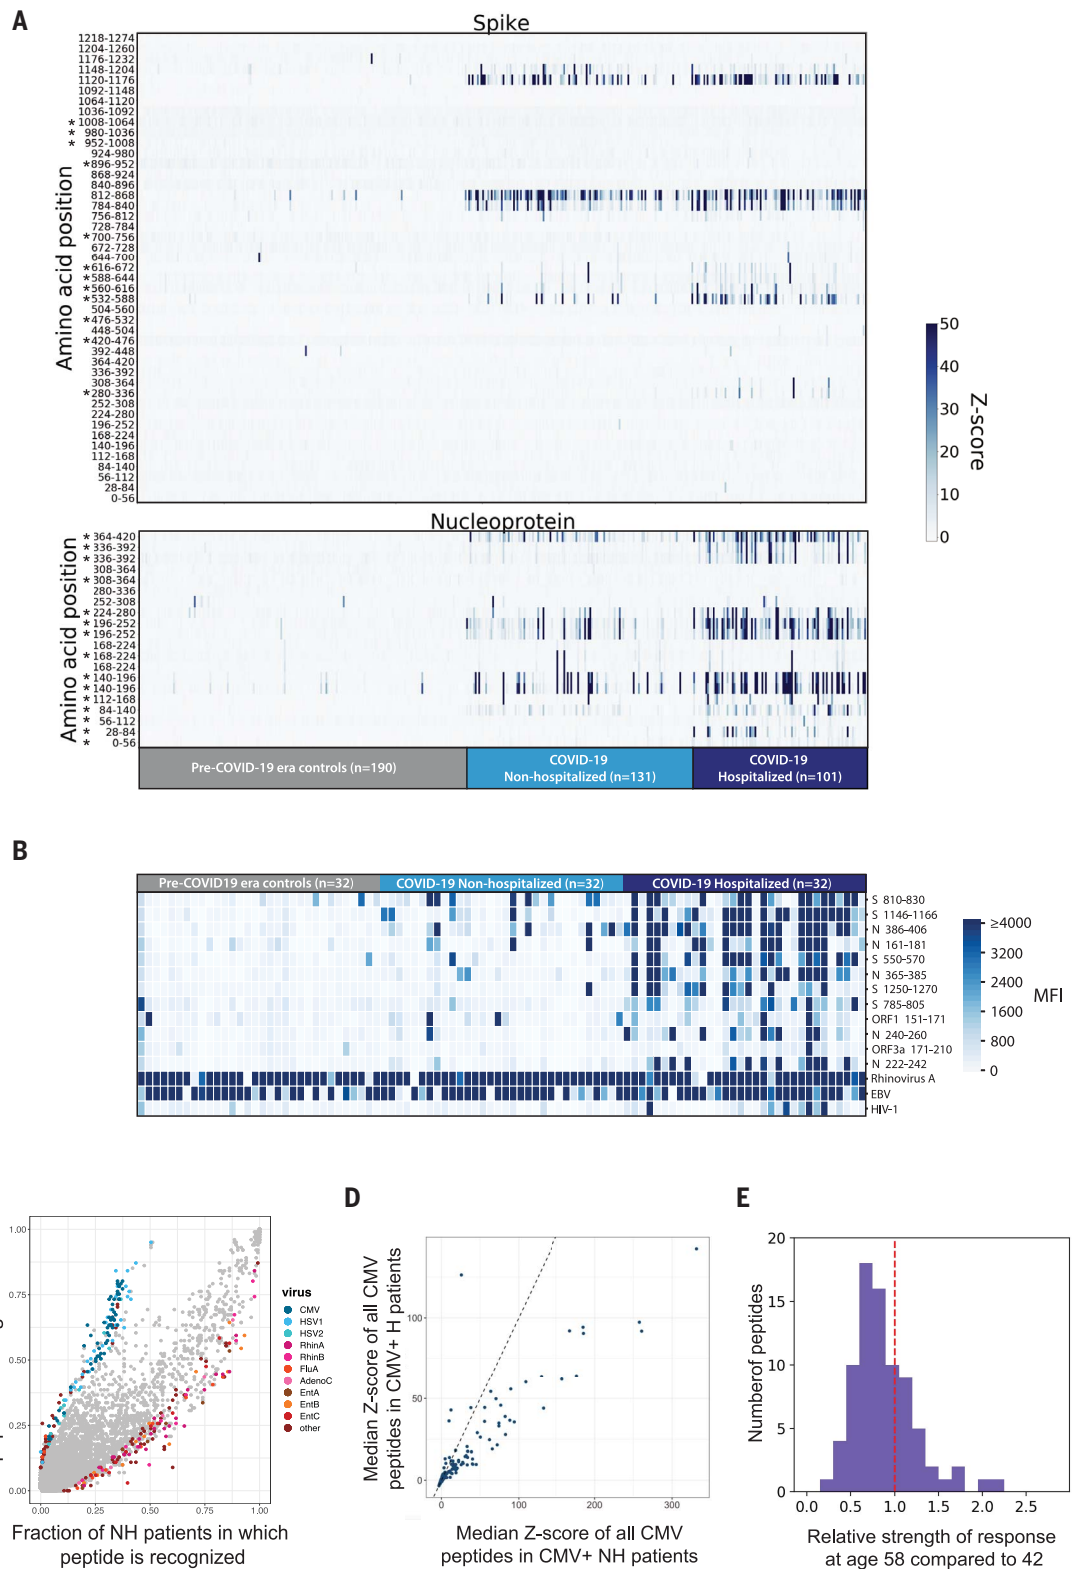 A
Spike
Amino acid position
1218-1274
1204-1260
1176-1232
1148-1204
1120-1176
1092-1148
1064-1120
1036-1092
* 1008-1064
* 980-1036
* 952-1008
924-980
* 896-952
868-924
840-896
812-868
784-840
756-812
728-784
* 700-756
672-728
644-700
* 616-672
* 588-644
* 560-616
* 532-588
504-560
* 476-532
448-504
* 420-476
392-448
364-420
336-392
308-364
* 280-336
252-308
224-280
196-252
168-224
140-196
112-168
84-140
56-112
28-84
0-56
50
40
30
20
10
0
Z-score
Nucleoprotein
Amino acid position
* 364-420
* 336-392
* 336-392
308-364
* 308-364
280-336
252-308
* 224-280
* 196-252
* 196-252
168-224
* 168-224
168-224
* 140-196
* 140-196
* 112-168
* 84-140
* 56-112
* 28-84
* 0-56
Pre-COVID-19 era controls (n=190)
COVID-19
Non-hospitalized (n=131)
COVID-19
Hospitalized (n=101)
B
Pre-COVID19 era controls (n=32)
COVID-19 Non-hospitalized (n=32)
COVID-19 Hospitalized (n=32)
S 810-830
S 1146-1166
N 386-406
N 161-181
S 550-570
N 365-385
S 1250-1270
S 785-805
ORF1 151-171
N 240-260
ORF3a 171-210
N 222-242
Rhinovirus A
EBV
HIV-1
≥4000
3200
2400
1600
800
0
MFI
1.00
0.50
0.25
0.00
0.00
0.25
0.50
0.75
1.00
Fraction of NH patients in which
peptide is recognized
virus
CMV
HSV1
HSV2
RhinA
RhinB
FluA
AdenoC
EntA
EntB
EntC
other
D
Median Z-score of all CMV
peptides in CMV+ H patients
100
50
0
0
100
200
300
Median Z-score of all CMV
peptides in CMV+ NH patients
E
Number of peptides
20
15
10
5
0
0.0
0.5
1.0
1.5
2.0
2.5
Relative strength of response
at age 58 compared to 42